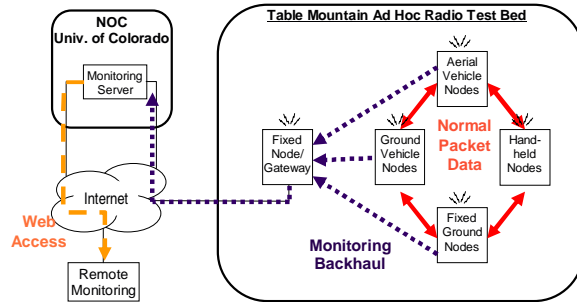 NOC
Univ. of Colorado
Monitoring
Server
Table Mountain Ad Hoc Radio Test Bed
Aerial
Vehicle
Nodes
Fixed
Node/
Gateway
Ground
Vehicle
Nodes
Normal
Packet
Data
Hand-
held
Nodes
Internet
Web
Access
Monitoring
Backhaul
Fixed
Ground
Nodes
Remote
Monitoring